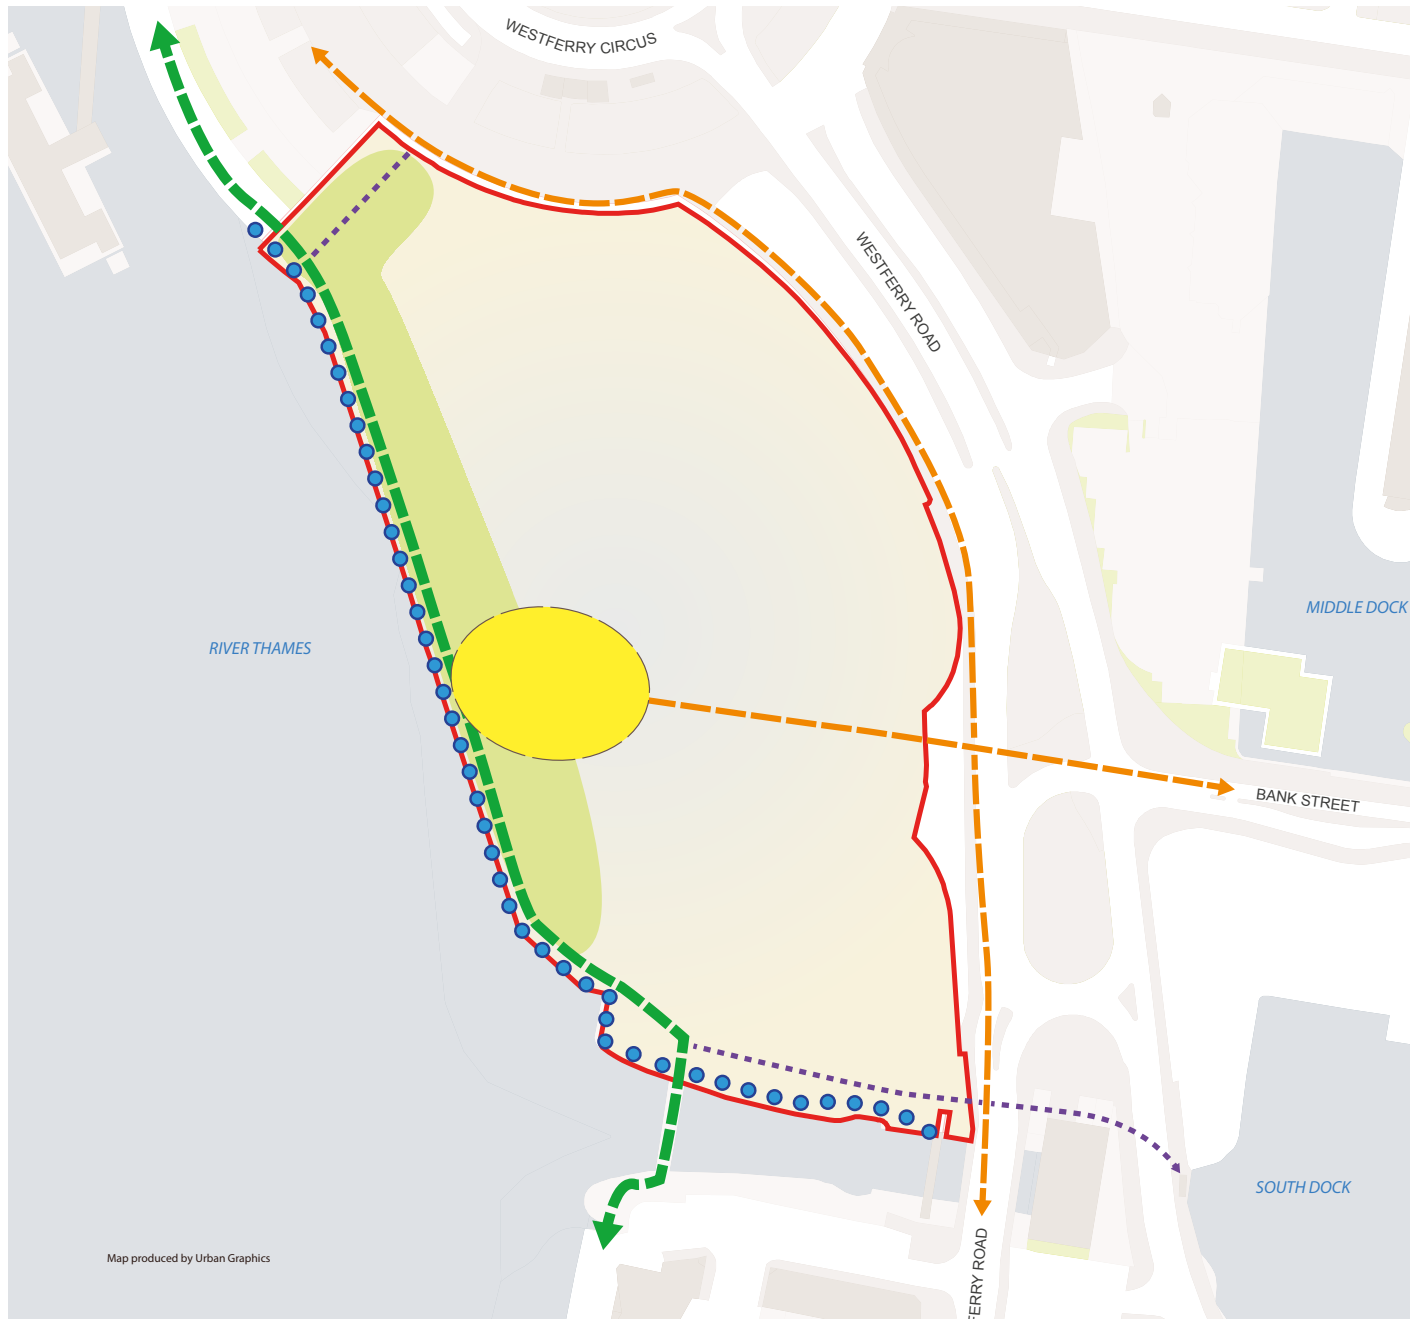 WESTFERRY CIRCUS
WESTFERRY ROAD
MIDDLE DOCK
RIVER THAMES
BANK STREET
SOUTH DOCK
FERRY ROAD
Map produced by Urban Graphics